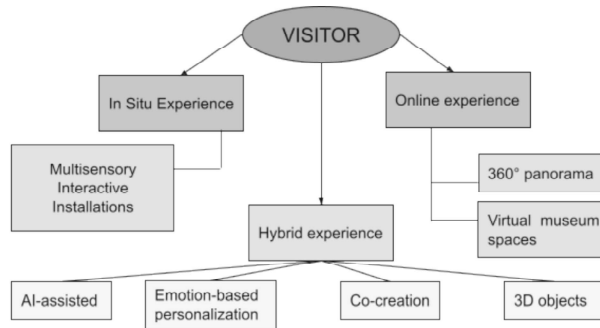 VISITOR
In Situ Experience
Online experience
Multisensory
Interactive
Installations
360° panorama
Virtual museum
spaces
Hybrid experience
AI-assisted
Emotion-based
personalization
Co-creation
3D objects